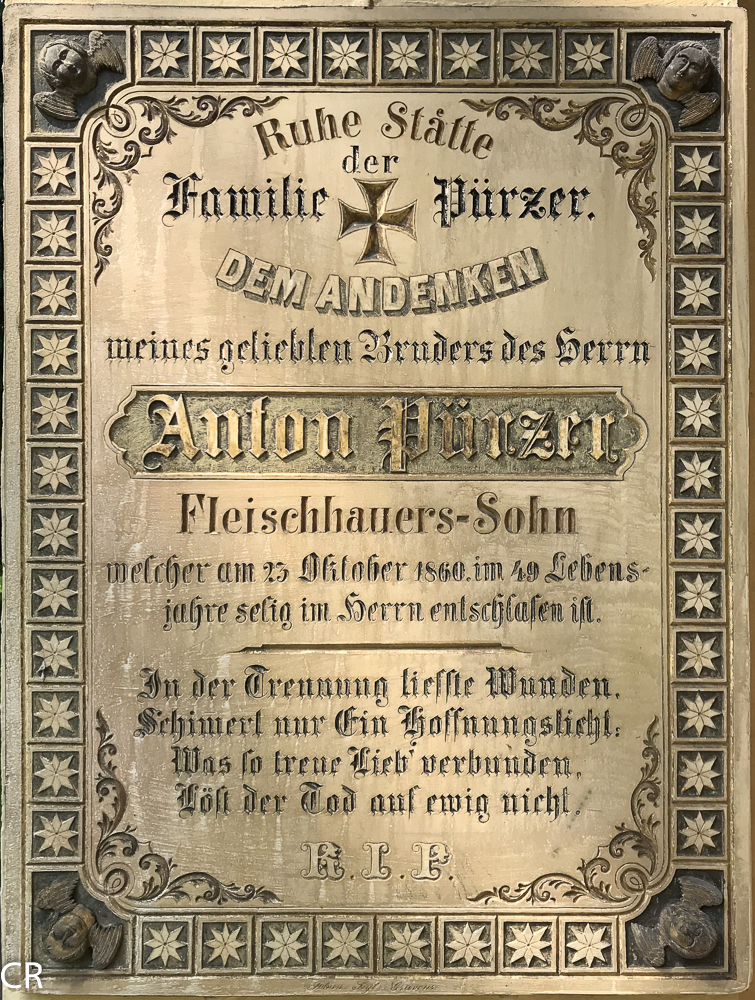 Ruhe Stätte
der
Familie Pürzer.
DEM ANDENKEN
meines geliebten Bruders des Herrn
Anton Pürzer
Fleischhauers-Sohn
welcher am 23 Oktober 1860. im 49 Lebens-
jahre selig im Herrn entschlafen ist.
In der Trennung tiefste Wunden,
Schimert nur Ein Hoffnungslicht:
Was so treue Lieb' verbunden,
Löst der Tod auf ewig nicht.
R.I.P.
CR